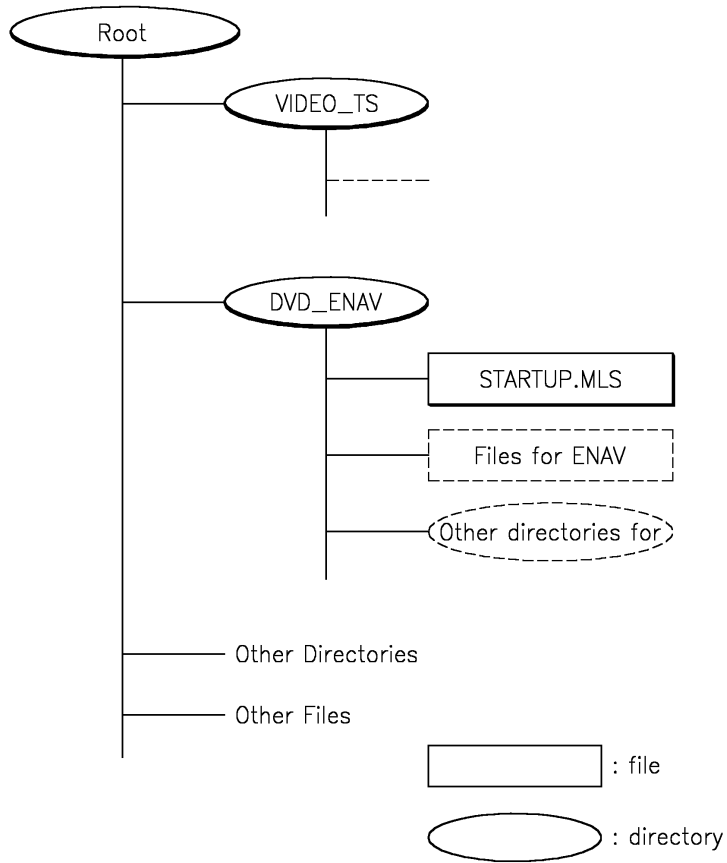 Root
VIDEO_TS
DVD_ENAV
STARTUP.MLS
Files for ENAV
Other directories for
Other Directories
Other Files
: file
: directory